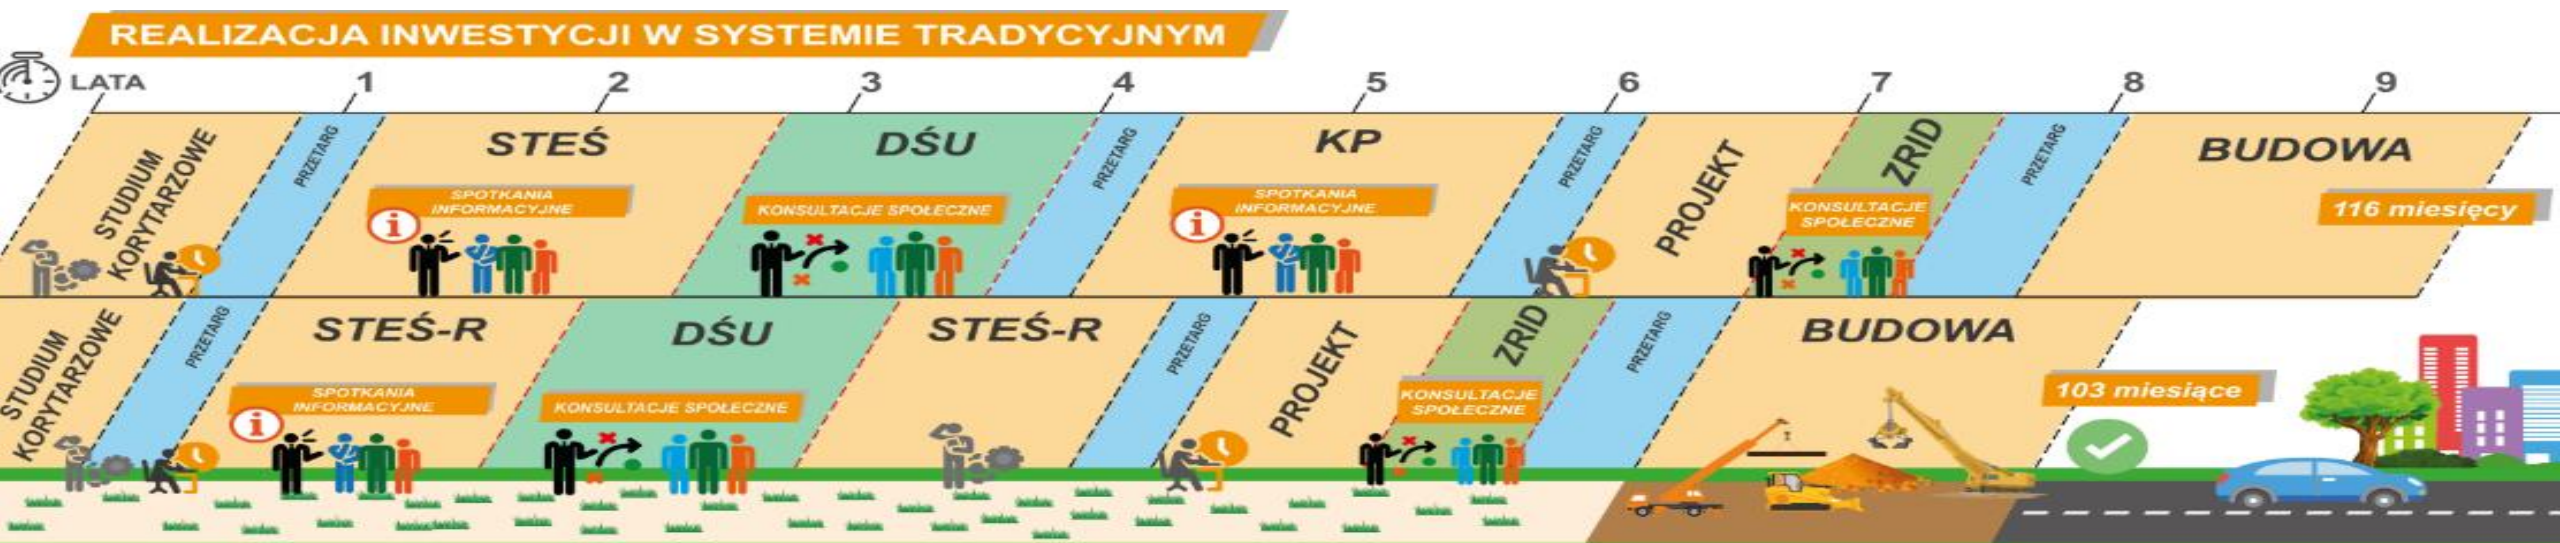 REALIZACJA INWESTYCJI W SYSTEMIE TRADYCYJNYM
LATA 1 2 3 4 5 6 7 8 9
STUDIUM
KORYTARZOWE
PRZETARG
STEŚ
SPOTKANIA
INFORMACYJNE
i
DŚU
KONSULTACJE SPOŁECZNE
PRZETARG
KP
SPOTKANIA
INFORMACYJNE
i
PRZETARG
PROJEKT
ZRID
KONSULTACJE
SPOŁECZNE
PRZETARG
BUDOWA
116 miesięcy
STUDIUM
KORYTARZOWE
PRZETARG
STEŚ-R
SPOTKANIA
INFORMACYJNE
i
DŚU
KONSULTACJE SPOŁECZNE
STEŚ-R
PRZETARG
PROJEKT
ZRID
KONSULTACJE
SPOŁECZNE
PRZETARG
BUDOWA
103 miesiące